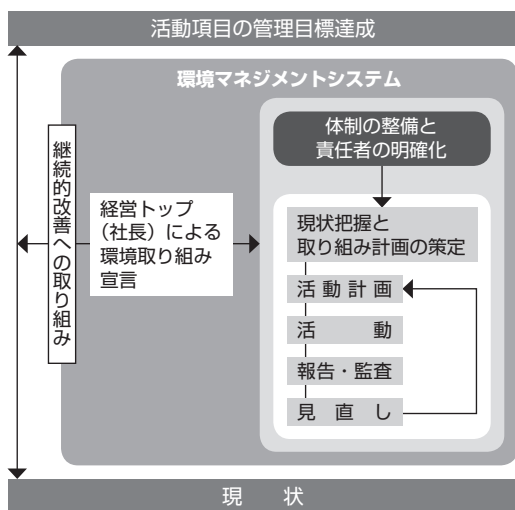 活動項目の管理目標達成
環境マネジメントシステム
体制の整備と
責任者の明確化
継続的改善への取り組み
経営トップ
（社長）による
環境取り組み
宣言
現状把握と
取り組み計画の策定
活動計画
活　　動
報告・監査
見　直　し
現　　状